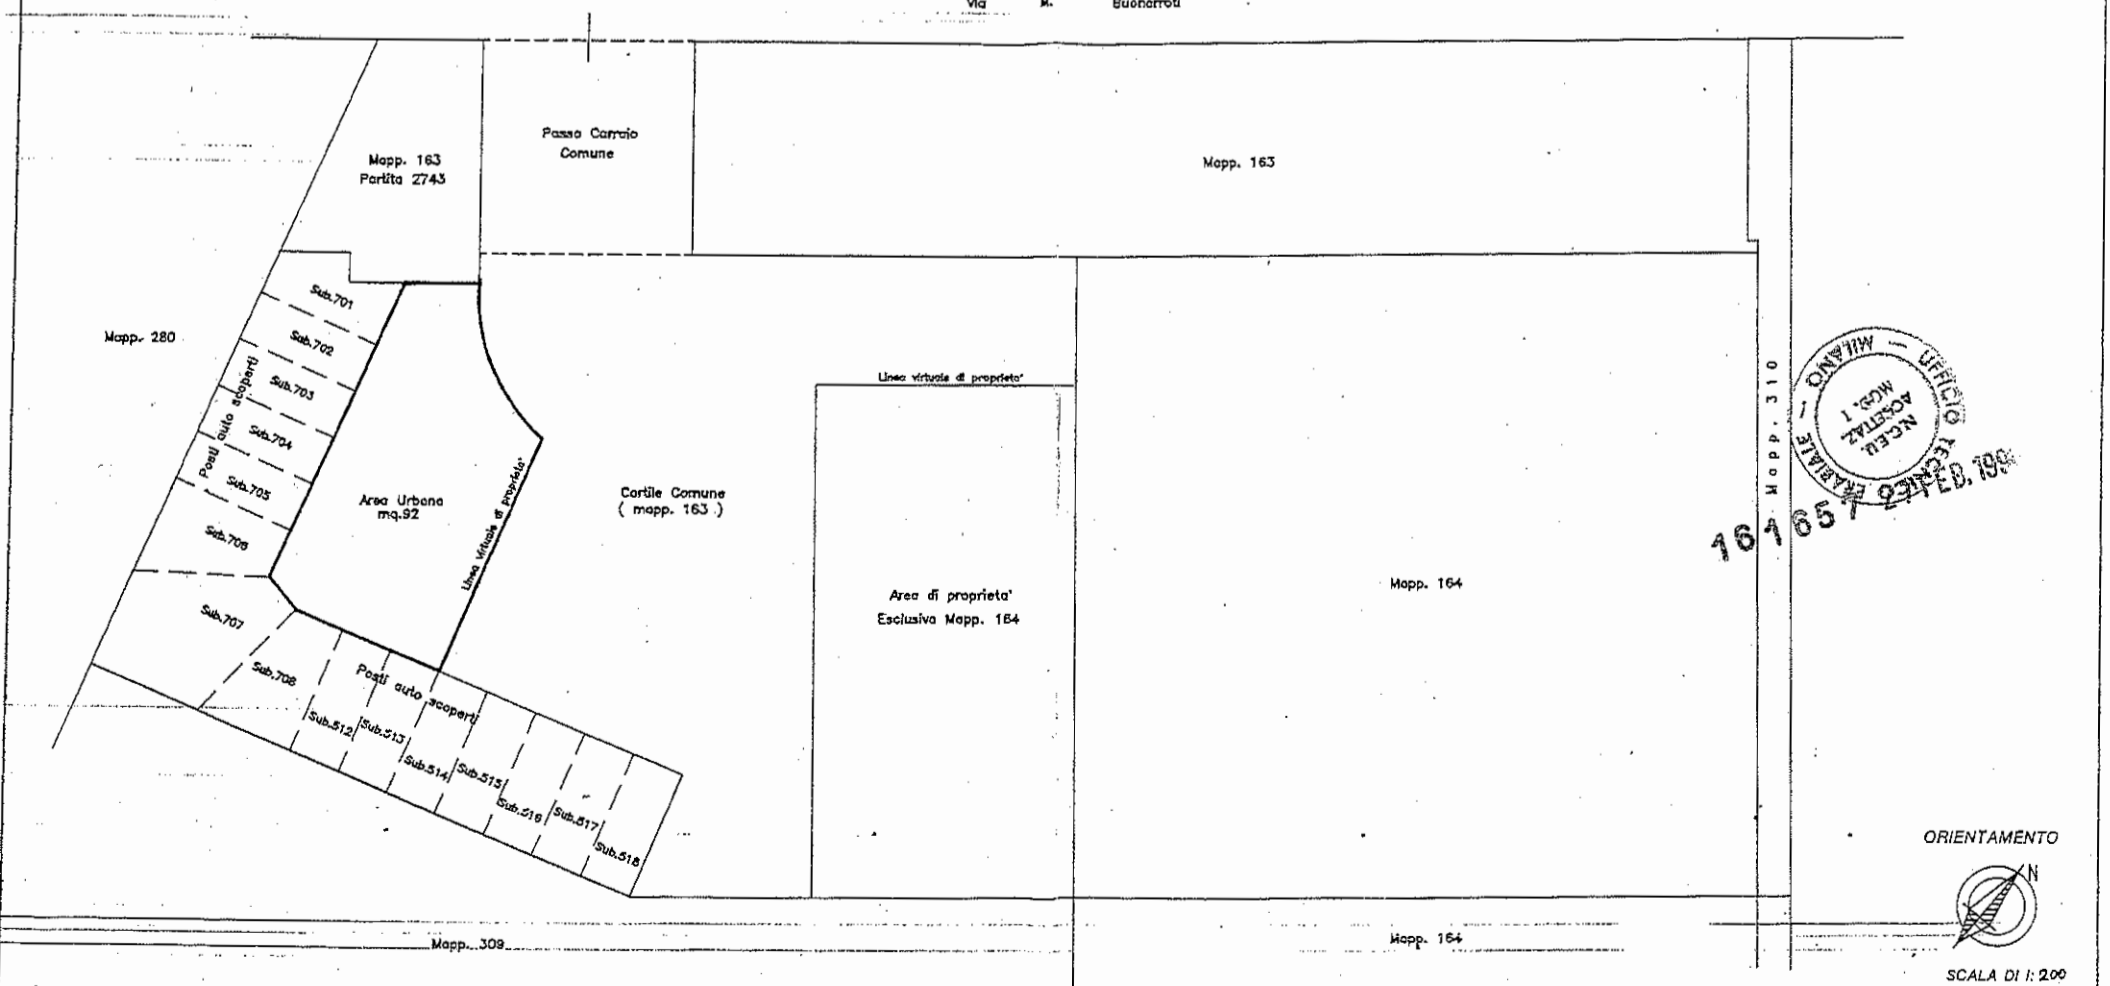 Via M. Buonarroti
Passo Carraio
Comune
Mapp. 163
Partita 2743
Mapp. 163
Mapp. 280
Sub.701
Sub.702
Sub.703
Sub.704
Sub.705
Sub.706
Sub.707
Sub.708
Posti auto scoperti
Area Urbana
mq.92
Linea virtuale di proprieta'
Cortile Comune
( mapp. 163 )
Linea virtuale di proprieta'
Area di proprieta'
Esclusiva Mapp. 164
Mapp. 164
Mapp. 310
UFFICIO TECNICO ERARIALE — MILANO —
N.C.E.U.
ACCETTAZ.
MOD. 1
161657 27 FEB. 199
Posti auto scoperti
Sub.512
Sub.513
Sub.514
Sub.515
Sub.516
Sub.517
Sub.518
ORIENTAMENTO
N
Mapp. 309
Mapp. 164
SCALA DI 1: 200